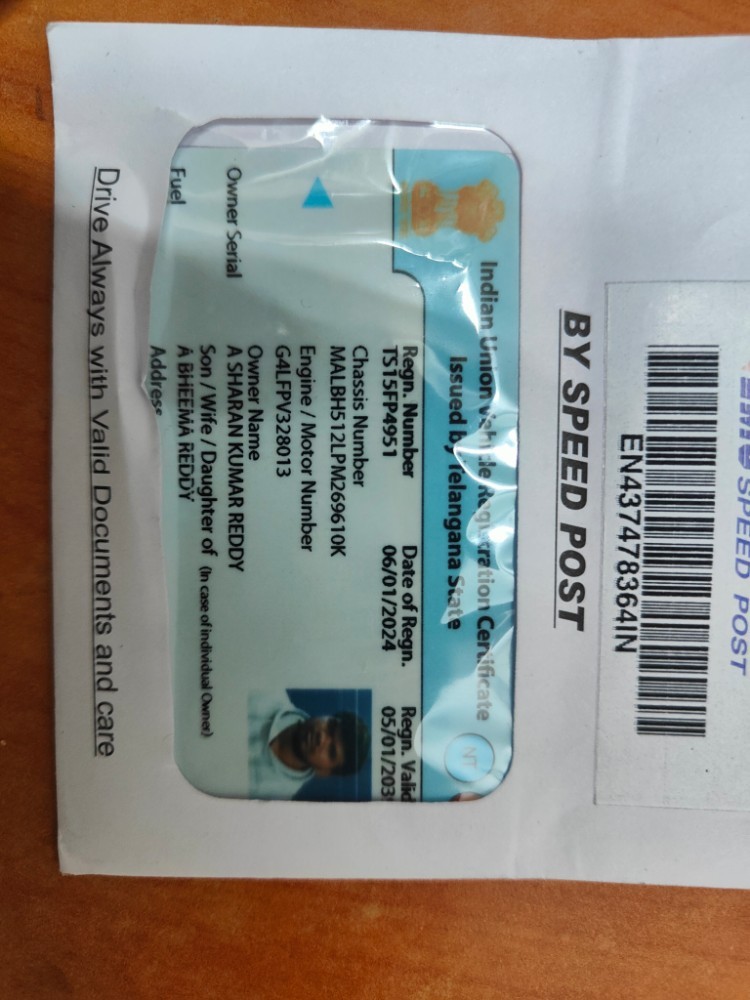 SPEED POST
EN437478364IN
BY SPEED POST
Indian Union Vehicle Registration Certificate
Issued by Telangana State
NT
Regn. Number Date of Regn. Regn. Valid
TS15FP4951 06/01/2024 05/01/203
Chassis Number
MALBH512LPM269610K
Engine / Motor Number
G4LFPV328013
Owner Name
A SHARAN KUMAR REDDY
Owner Serial
Son / Wife / Daughter of (In case of individual Owner)
A BHEEMA REDDY
Fuel
Address
Drive Always with Valid Documents and care